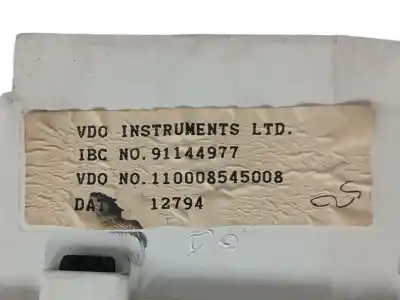 VDO INSTRUMENTS LTD.
IBC NO.91144977
VDO NO.110008545008
DAT 12794